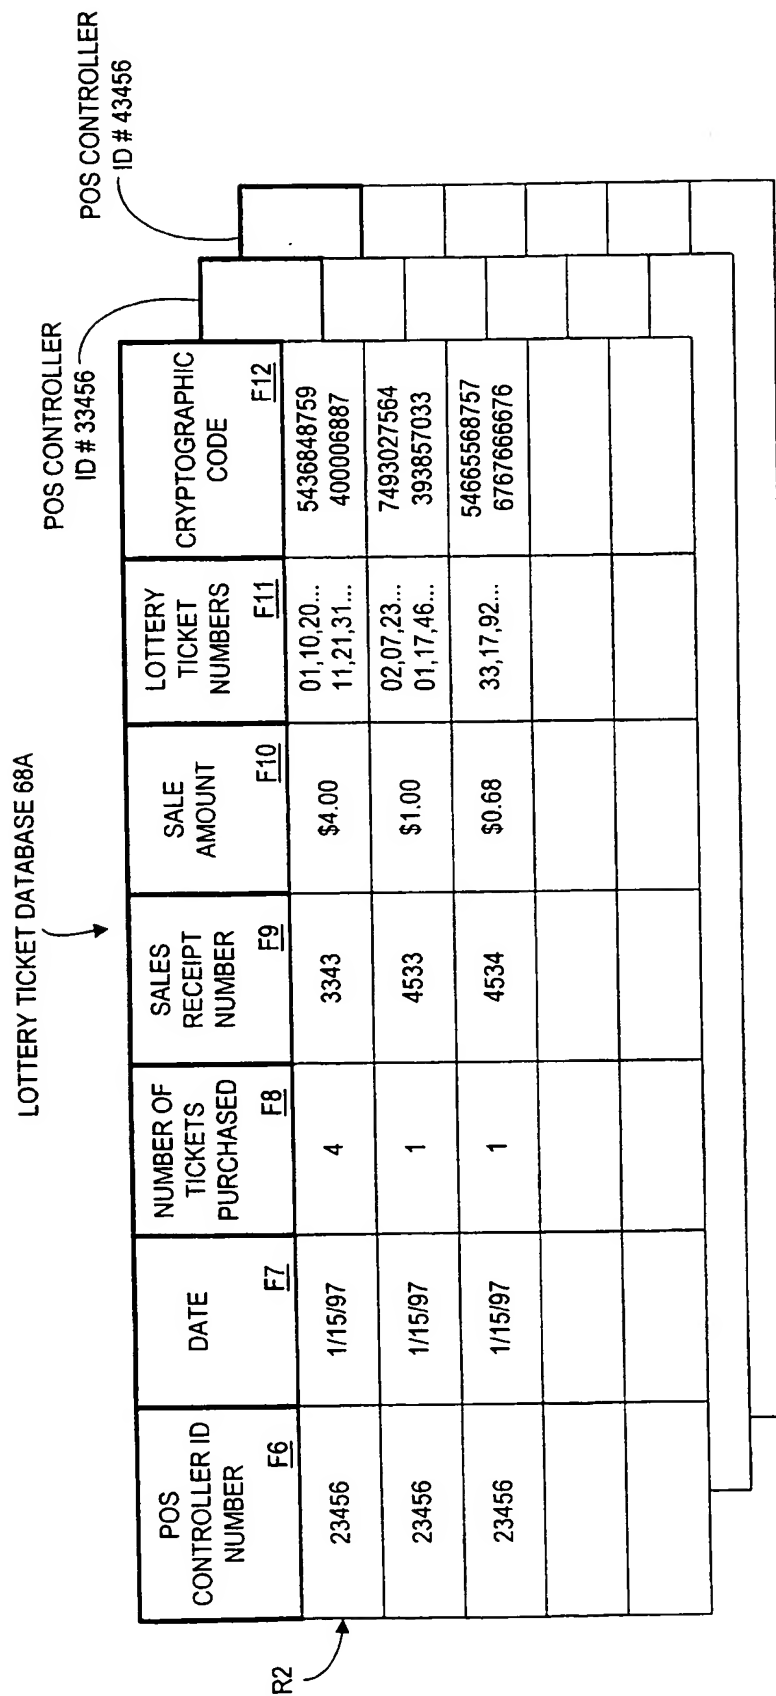 LOTTERY TICKET DATABASE 68A
POS CONTROLLER
ID # 33456
POS CONTROLLER
ID # 43456
POS
CONTROLLER ID
NUMBER
F6
DATE
F7
NUMBER OF
TICKETS
PURCHASED
F8
SALES
RECEIPT
NUMBER
F9
SALE
AMOUNT
F10
LOTTERY
TICKET
NUMBERS
F11
CRYPTOGRAPHIC
CODE
F12
R2
23456
1/15/97
4
3343
$4.00
01,10,20...
11,21,31...
5436848759
400006887
23456
1/15/97
1
4533
$1.00
02,07,23...
01,17,46...
7493027564
393857033
23456
1/15/97
1
4534
$0.68
33,17,92...
54665568757
6767666676